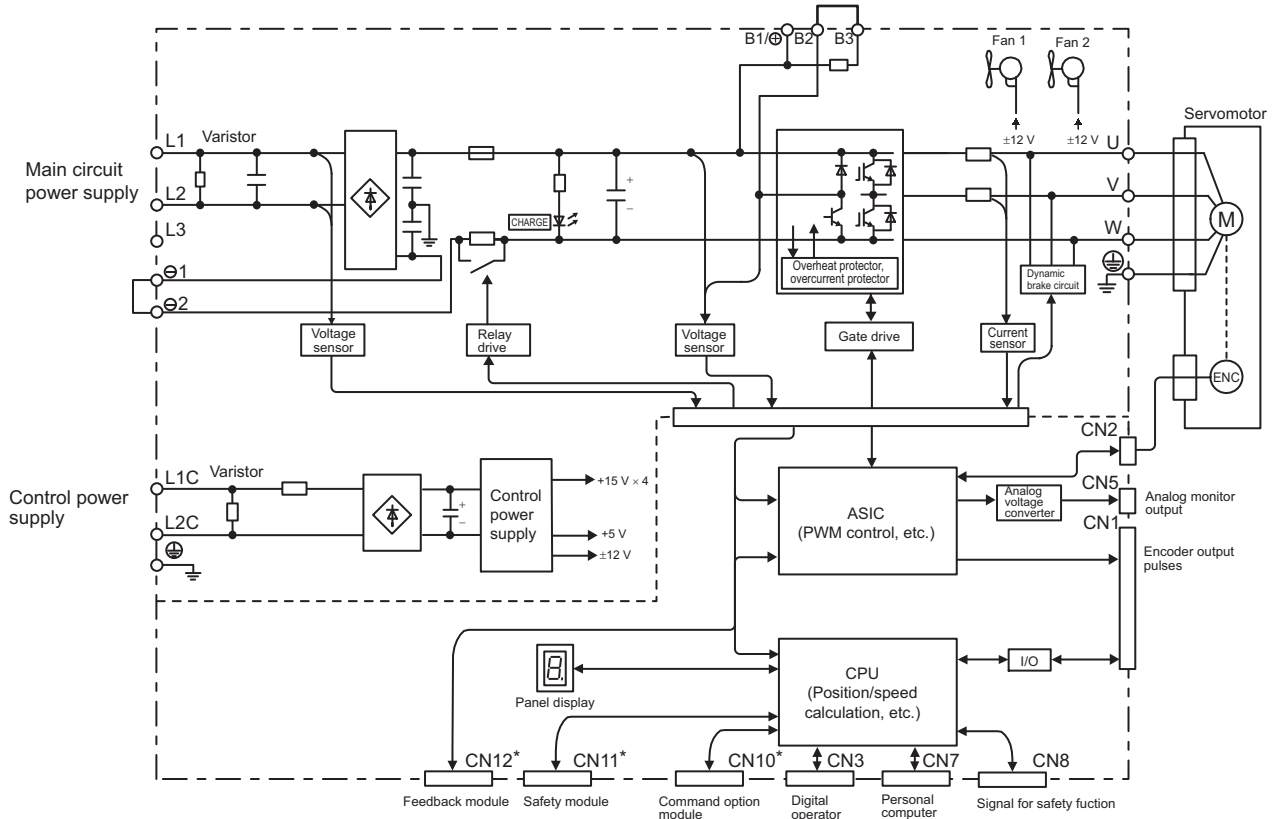 B1/⊕
B2
B3
Fan 1
Fan 2
±12 V
±12 V
Servomotor
Main circuit
power supply
L1
Varistor
L2
L3
⊖1
⊖2
CHARGE
+
–
Overheat protector,
overcurrent protector
U
V
W
M
Dynamic
brake circuit
Voltage
sensor
Relay
drive
Voltage
sensor
Gate drive
Current
sensor
ENC
Control power
supply
L1C
Varistor
L2C
+
–
Control
power
supply
+15 V × 4
+5 V
±12 V
ASIC
(PWM control, etc.)
Analog
voltage
converter
CN2
CN5
Analog monitor
output
CN1
Encoder output
pulses
8.
Panel display
CPU
(Position/speed
calculation, etc.)
I/O
CN12*
CN11*
CN10*
CN3
CN7
CN8
Feedback module
Safety module
Command option
module
Digital
operator
Personal
computer
Signal for safety fuction